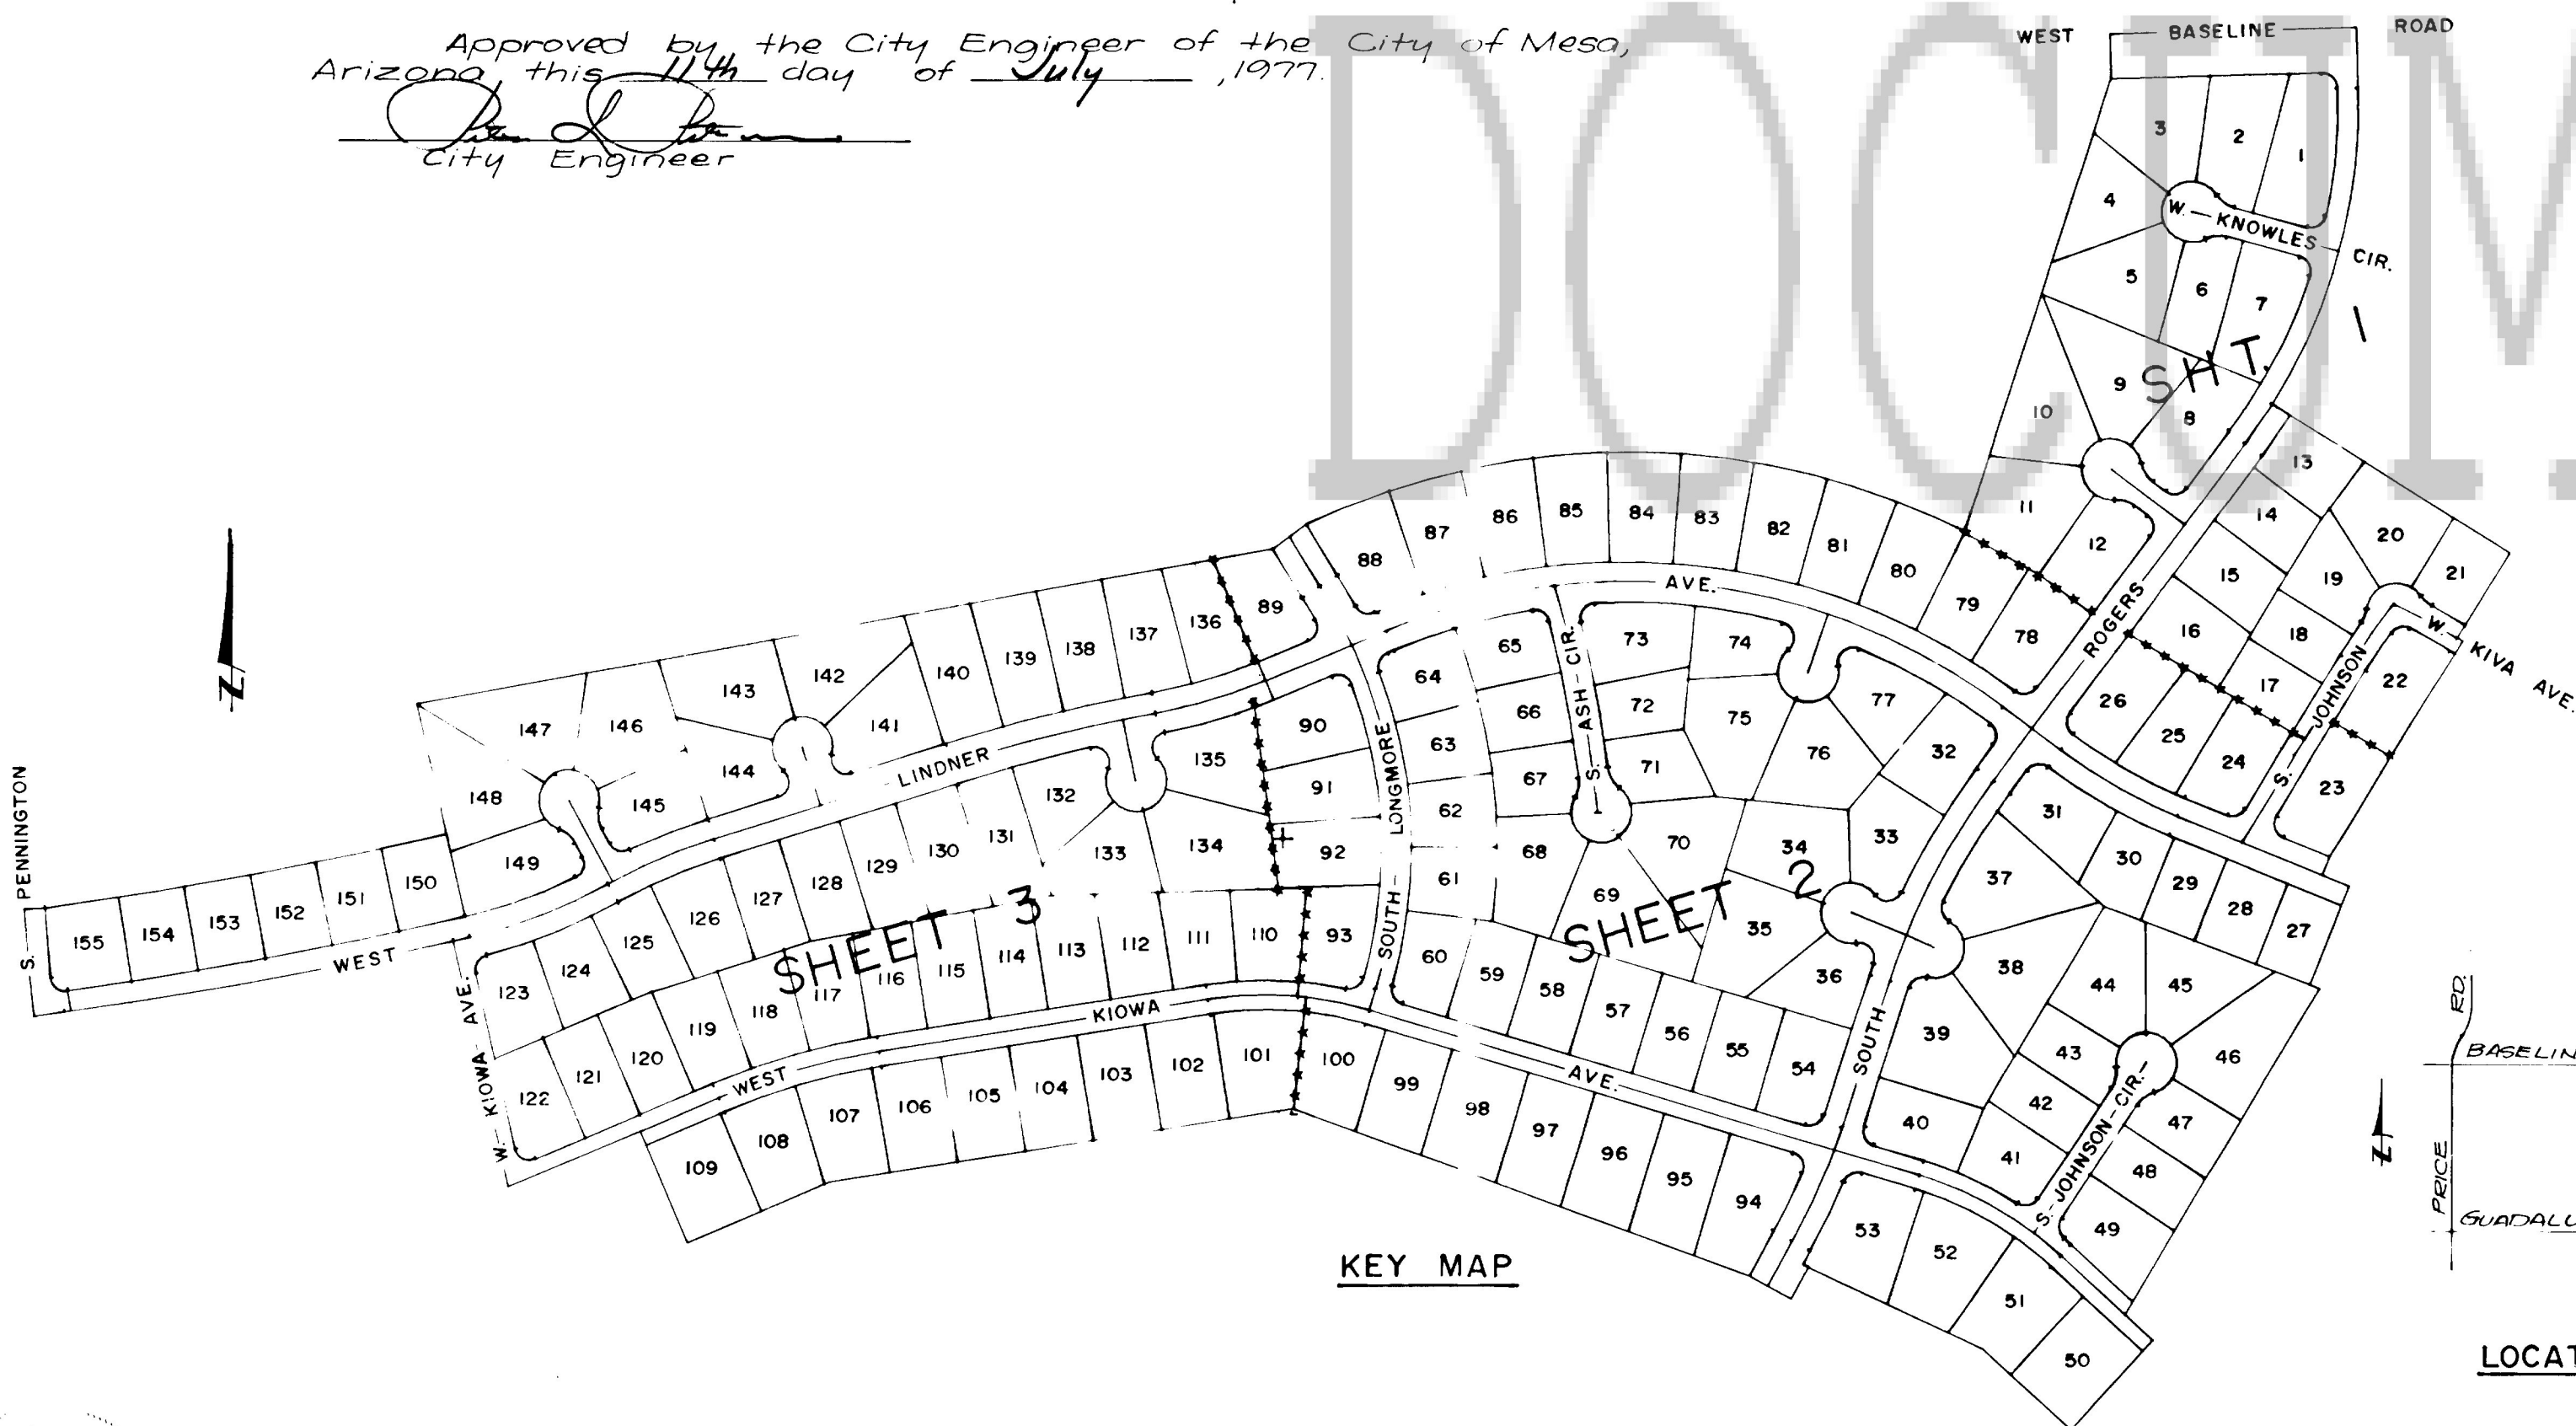 Approved by the City Engineer of the City of Mesa,
Arizona, this 11th day of July, 1977.
City Engineer
DOCUM
WEST BASELINE ROAD
3 2 1
4
W. KNOWLES CIR.
5 6 7
SHT. 1
9 8
10
11 12
13
14 20
15 19 21
16 18
17 22
26 25 24 23
ROGERS
S. JOHNSON
W. KIVA AVE.
88 87 86 85 84 83 82 81 80 79 78
AVE.
89
136 137 138 139 140
141 142 143
144 145 146 147
148 149
150 151 152 153 154 155
S. PENNINGTON
WEST LINDNER
135 134 133 132 131 130 129 128 127 126 125 124 123
SHEET 3
W. KIOWA AVE.
122 121 120 119 118 117 116 115 114 113 112 111 110
WEST KIOWA AVE.
109 108 107 106 105 104 103 102 101 100 99 98 97 96 95 94
90 91 92 93
SOUTH LONGMORE
64 63 62 61 60
65 66 67 68
S. ASH CIR.
73 74
72 75
71 76 77
70 69
SHEET 2
32 33 34 35 36
59 58 57 56 55 54
SOUTH
31 30 29 28 27
37 38 39 40
44 45
43 46
42 47
41 48
49
S. JOHNSON CIR.
53 52 51 50
KEY MAP
N
N
RD.
BASELIN
PRICE
GUADALU
LOCAT